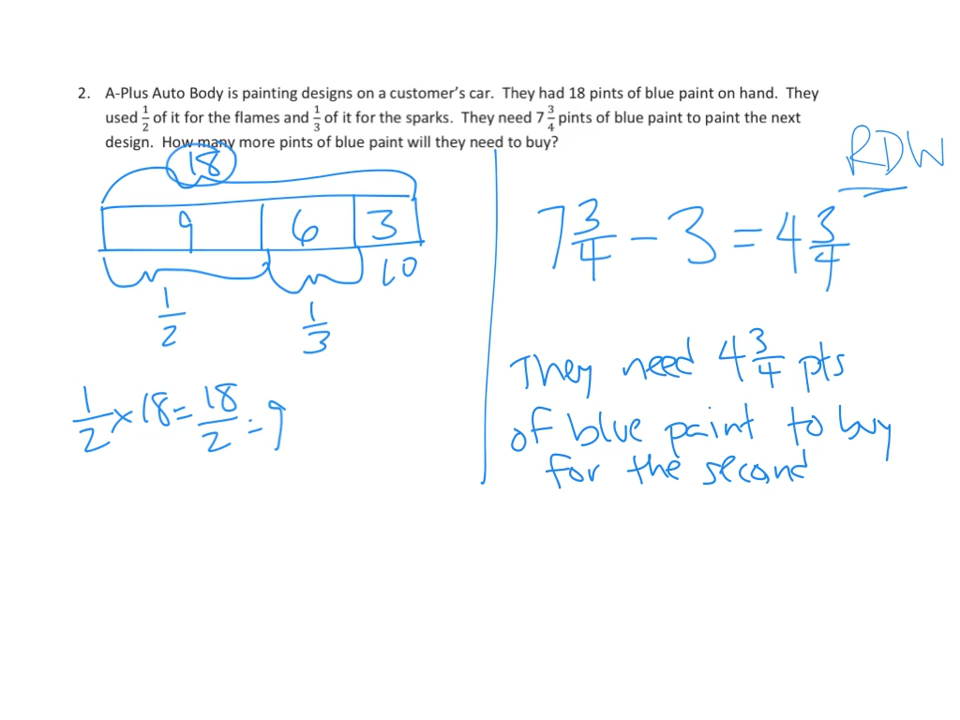 2. A-Plus Auto Body is painting designs on a customer's car. They had 18 pints of blue paint on hand. They
used 1/2 of it for the flames and 1/3 of it for the sparks. They need 7 3/4 pints of blue paint to paint the next
design. How many more pints of blue paint will they need to buy?
RDW
18
9 6 3
LO
1/2 1/3
1/2 × 18 = 18/2 = 9
7 3/4 - 3 = 4 3/4
They need 4 3/4 pts
of blue paint to buy
for the second